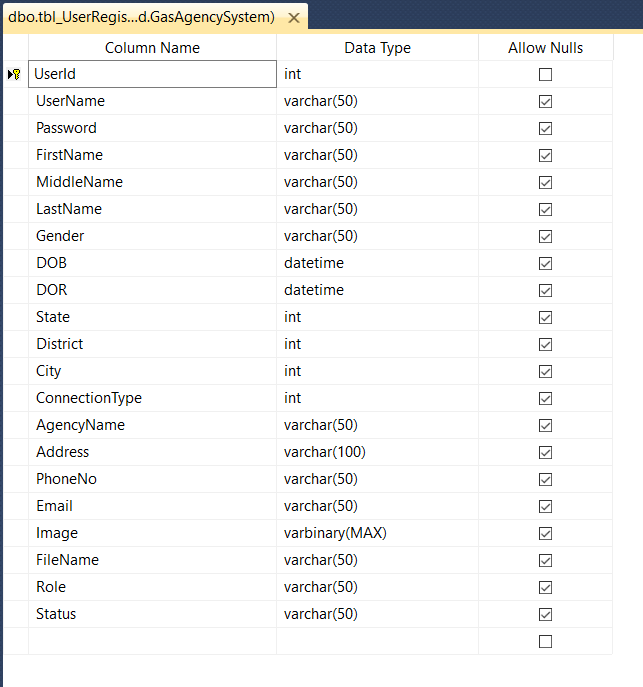 dbo.tbl_UserRegis...d.GasAgencySystem)
Column Name Data Type Allow Nulls
UserId int
UserName varchar(50)
Password varchar(50)
FirstName varchar(50)
MiddleName varchar(50)
LastName varchar(50)
Gender varchar(50)
DOB datetime
DOR datetime
State int
District int
City int
ConnectionType int
AgencyName varchar(50)
Address varchar(100)
PhoneNo varchar(50)
Email varchar(50)
Image varbinary(MAX)
FileName varchar(50)
Role varchar(50)
Status varchar(50)